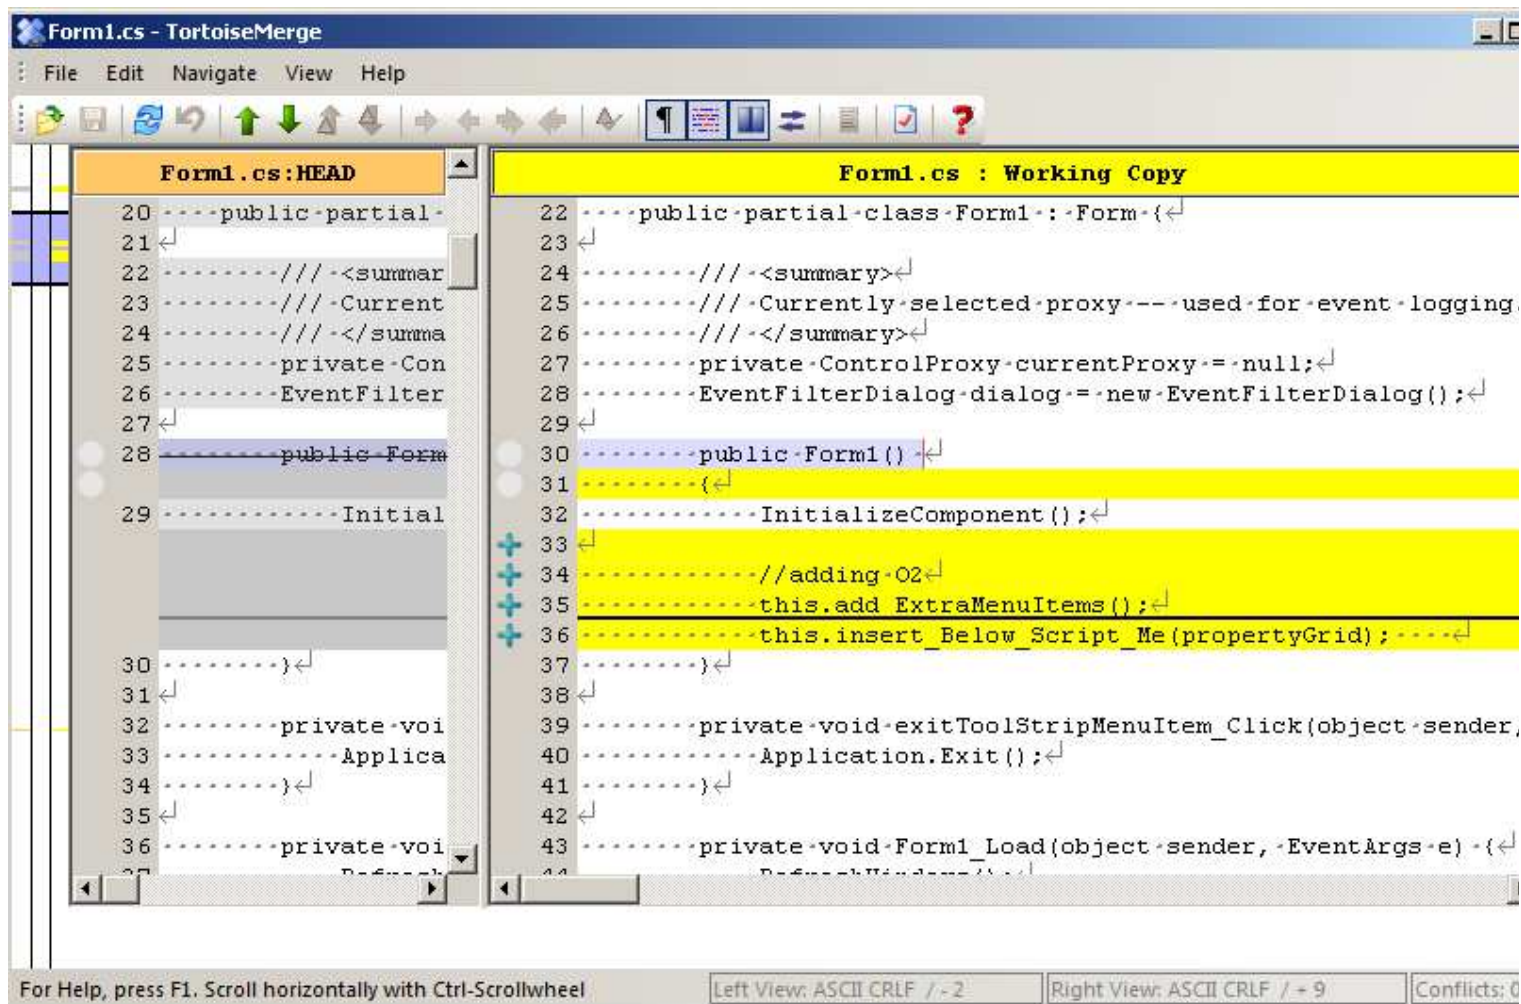 Form1.cs - TortoiseMerge
File Edit Navigate View Help
Form1.cs:HEAD
20 ····public·partial·
21
22 ········///·<summar
23 ········///·Current
24 ········///·</summa
25 ········private·Con
26 ········EventFilter
27
28 ········public·Form
29 ············Initial
30 ········}
31
32 ········private·voi
33 ············Applica
34 ········}
35
36 ········private·voi
Form1.cs : Working Copy
22 ····public·partial·class·Form1·:·Form·{
23
24 ········///·<summary>
25 ········///·Currently·selected·proxy·--·used·for·event·logging.
26 ········///·</summary>
27 ········private·ControlProxy·currentProxy·=·null;
28 ········EventFilterDialog·dialog·=·new·EventFilterDialog();
29
30 ········public·Form1()·
31 ········{
32 ············InitializeComponent();
33
34 ············//adding·O2
35 ············this.add_ExtraMenuItems();
36 ············this.insert_Below_Script_Me(propertyGrid);····
37 ········}
38
39 ········private·void·exitToolStripMenuItem_Click(object·sender,
40 ············Application.Exit();
41 ········}
42
43 ········private·void·Form1_Load(object·sender,·EventArgs·e)·{
For Help, press F1. Scroll horizontally with Ctrl-Scrollwheel
Left View: ASCII CRLF / - 2
Right View: ASCII CRLF / + 9
Conflicts: 0